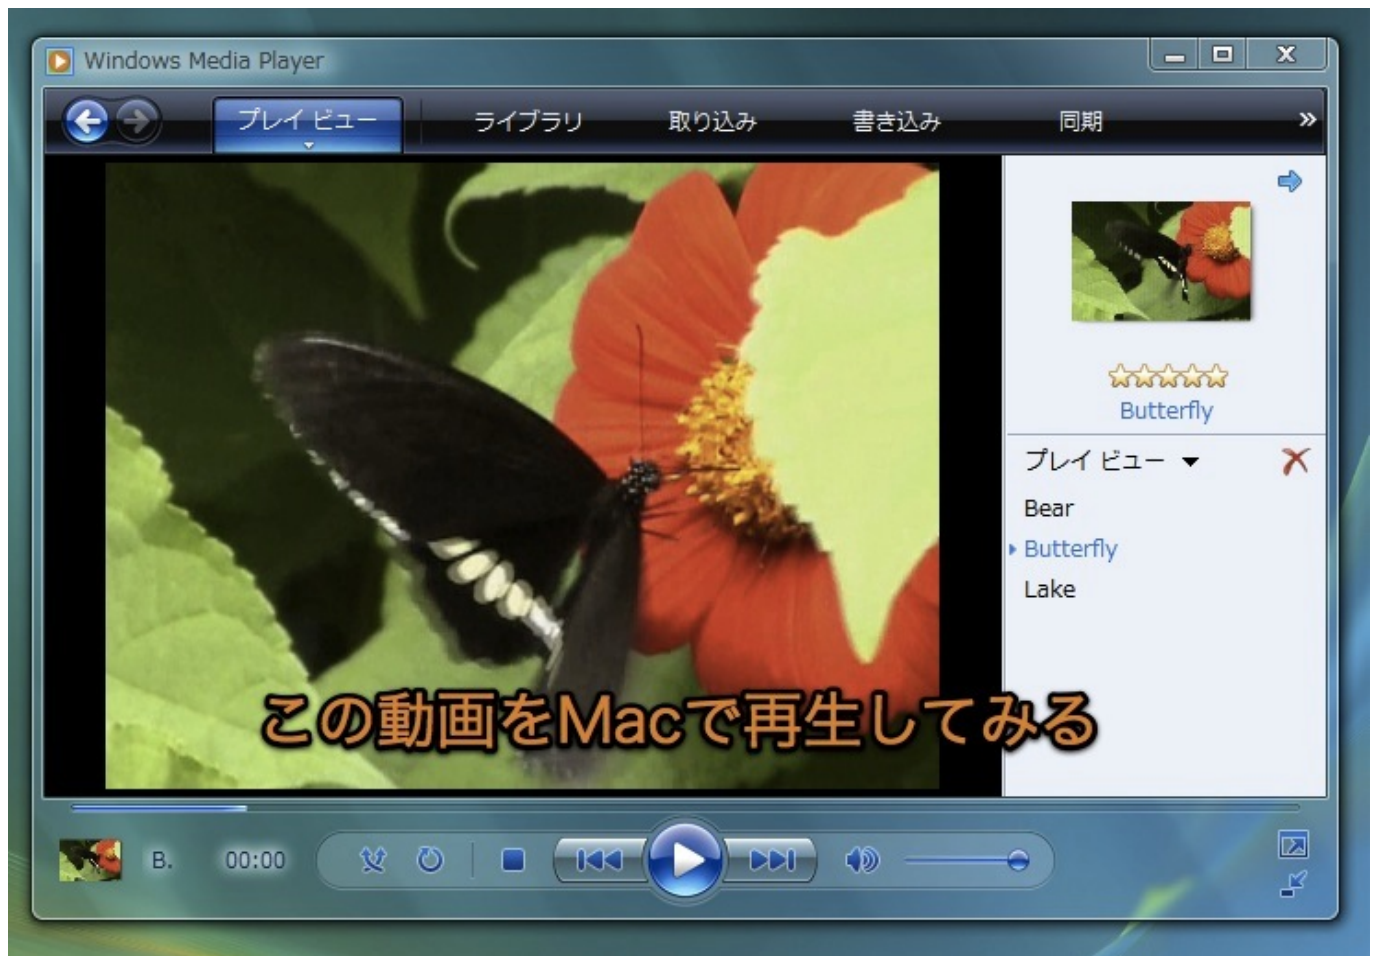 Windows Media Player
プレイ ビュー
ライブラリ
取り込み
書き込み
同期
»
Butterfly
プレイ ビュー
Bear
Butterfly
Lake
この動画をMacで再生してみる
B.
00:00